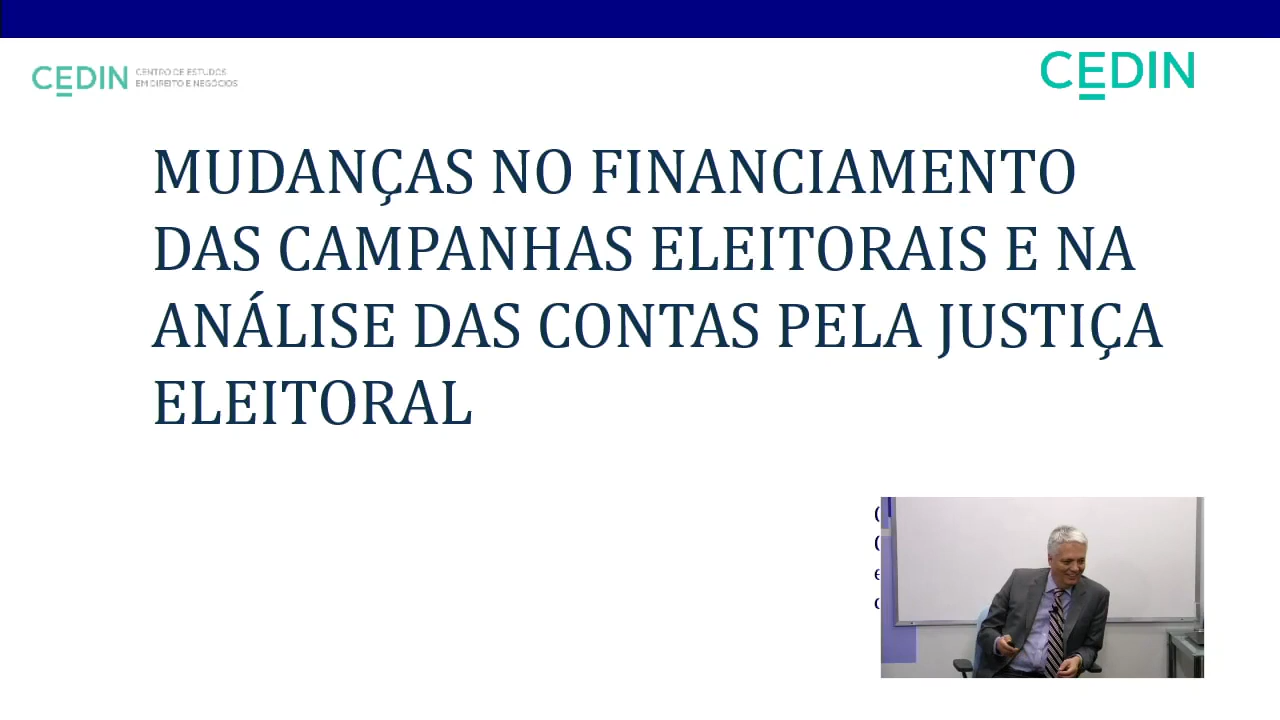 CEDIN
CENTRO DE ESTUDOS
EM DIREITO E NEGÓCIOS
CEDIN
MUDANÇAS NO FINANCIAMENTO
DAS CAMPANHAS ELEITORAIS E NA
ANÁLISE DAS CONTAS PELA JUSTIÇA
ELEITORAL